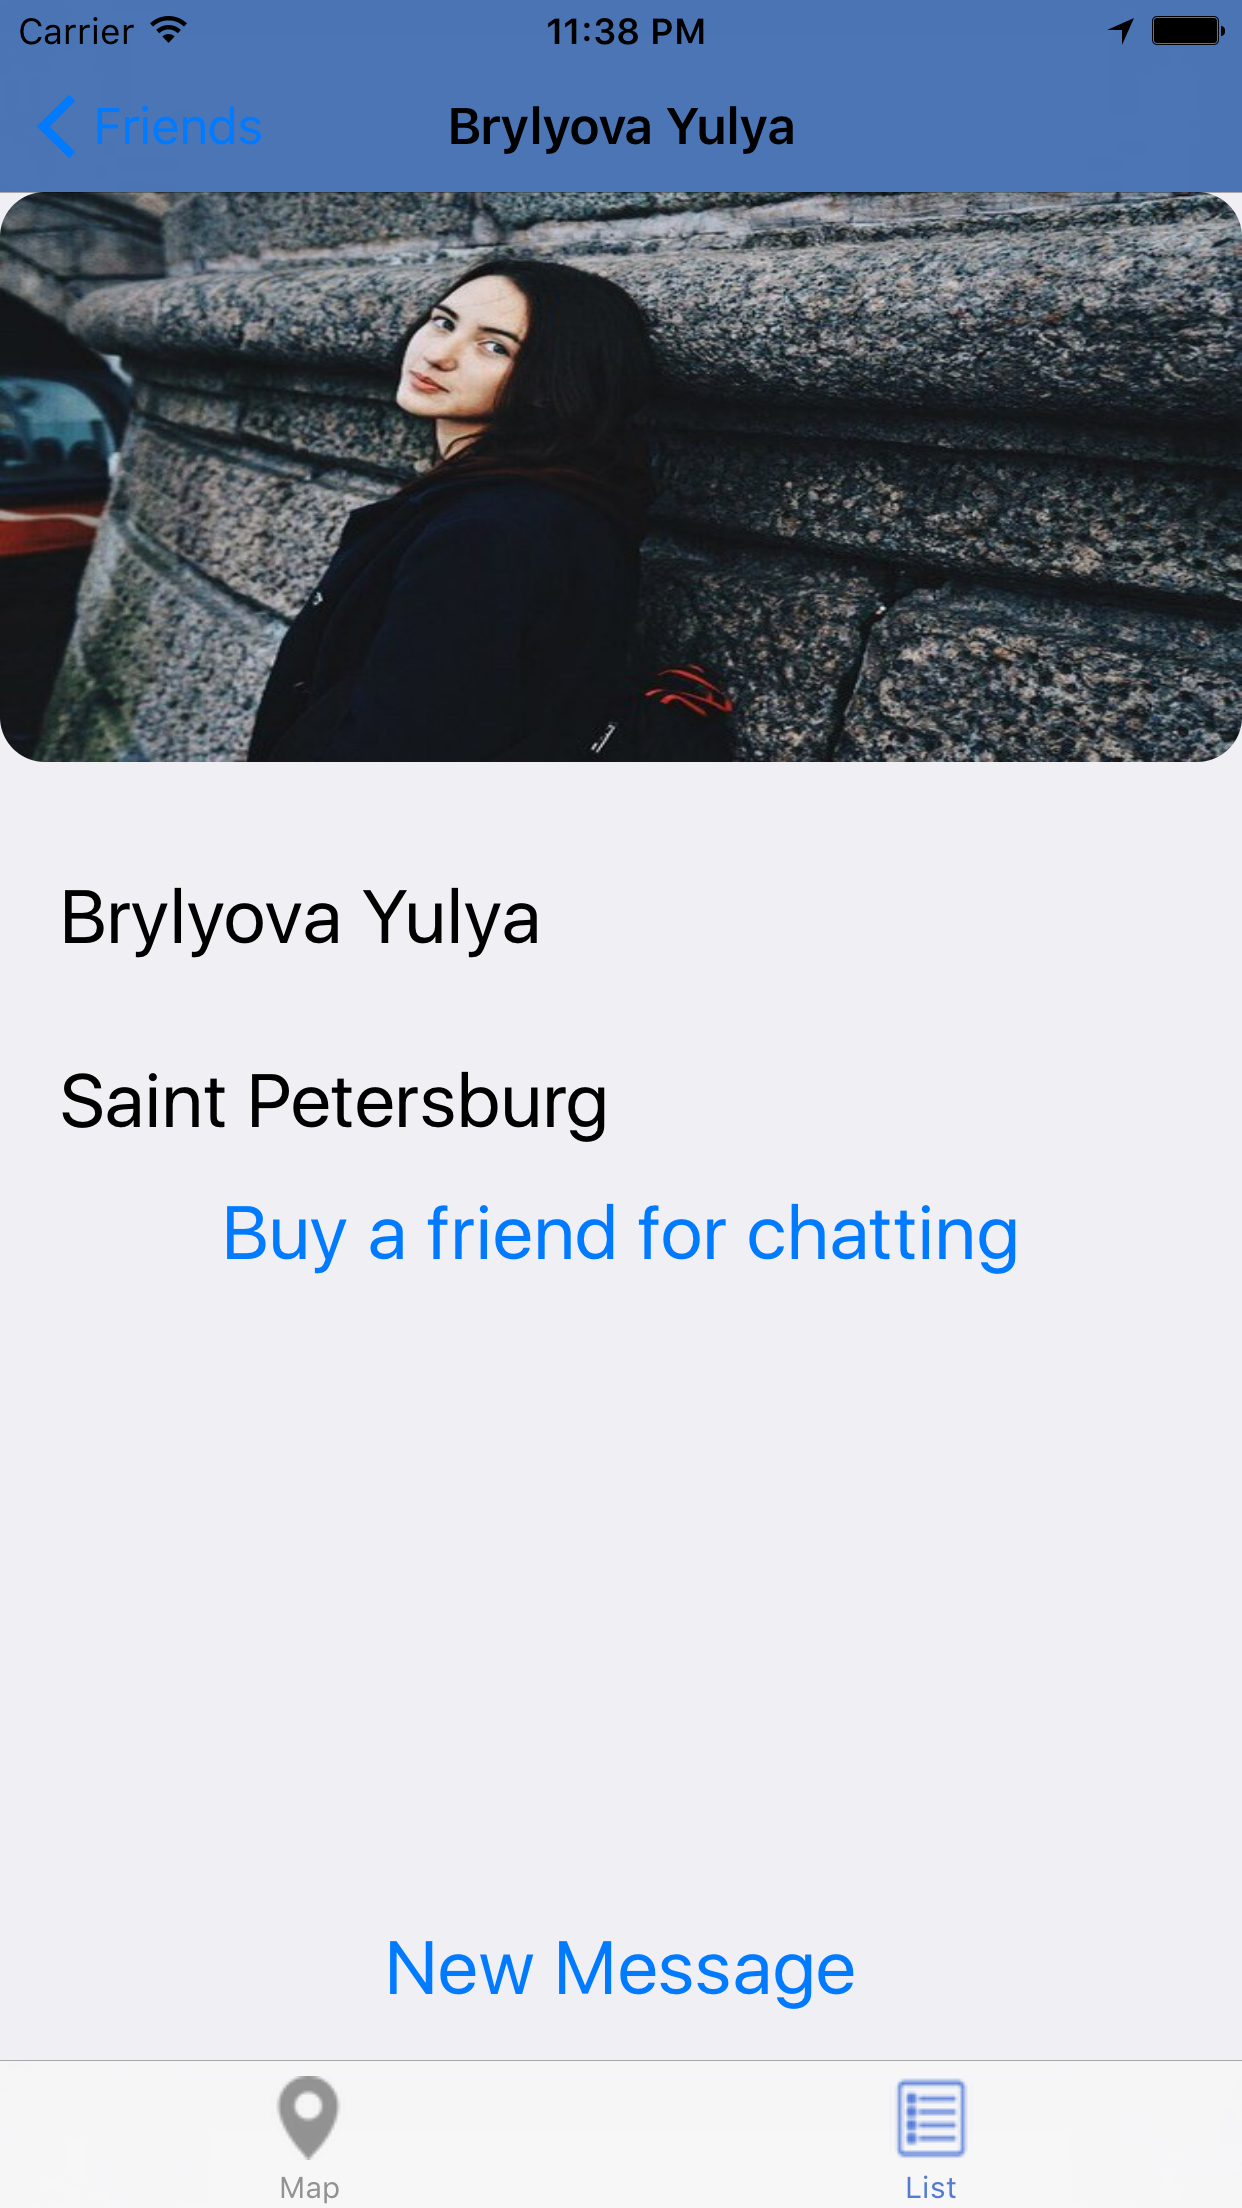 Carrier 11:38 PM
Friends Brylyova Yulya
Brylyova Yulya
Saint Petersburg
Buy a friend for chatting
New Message
Map List